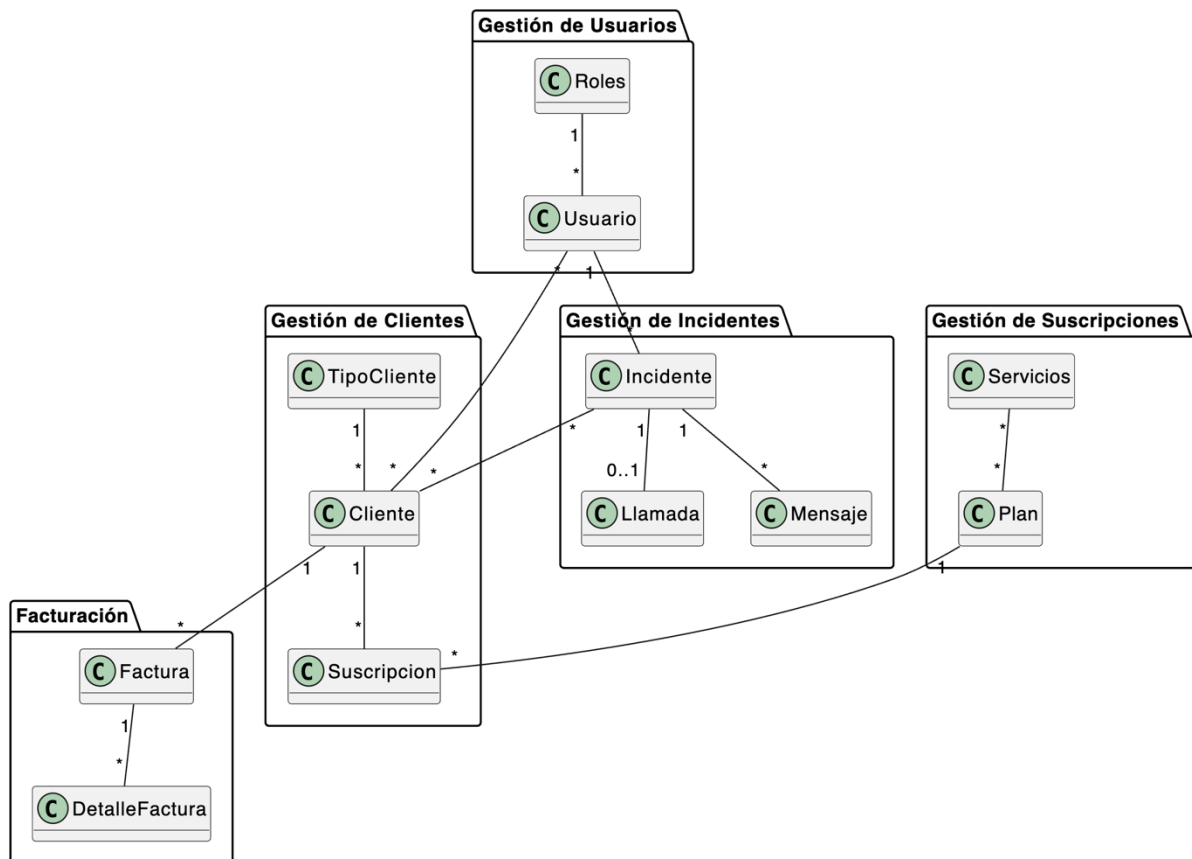 Gestión de Usuarios
C Roles
1
*
C Usuario
* 1
Gestión de Clientes
Gestión de Incidentes
*
Gestión de Suscripciones
C TipoCliente
C Incidente
C Servicios
1
*
*
*
1
0..1
1
*
*
*
*
C Cliente
C Llamada
C Mensaje
C Plan
1
1
1
Facturación
*
*
*
C Factura
C Suscripcion
1
*
C DetalleFactura